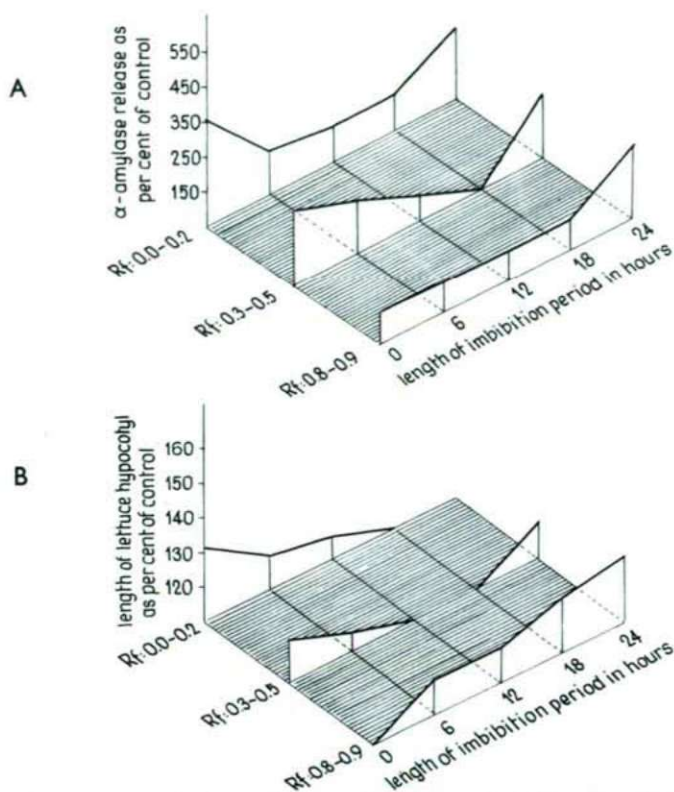 A
α-amylase release as
per cent of control
550
450
350
250
150
Rf:0.0-0.2
Rf:0.3-0.5
Rf:0.8-0.9
0
6
12
18
24
length of imbibition period in hours
B
length of lettuce hypocotyl
as per cent of control
160
150
140
130
120
Rf:0.0-0.2
Rf:0.3-0.5
Rf:0.8-0.9
0
6
12
18
24
length of imbibition period in hours